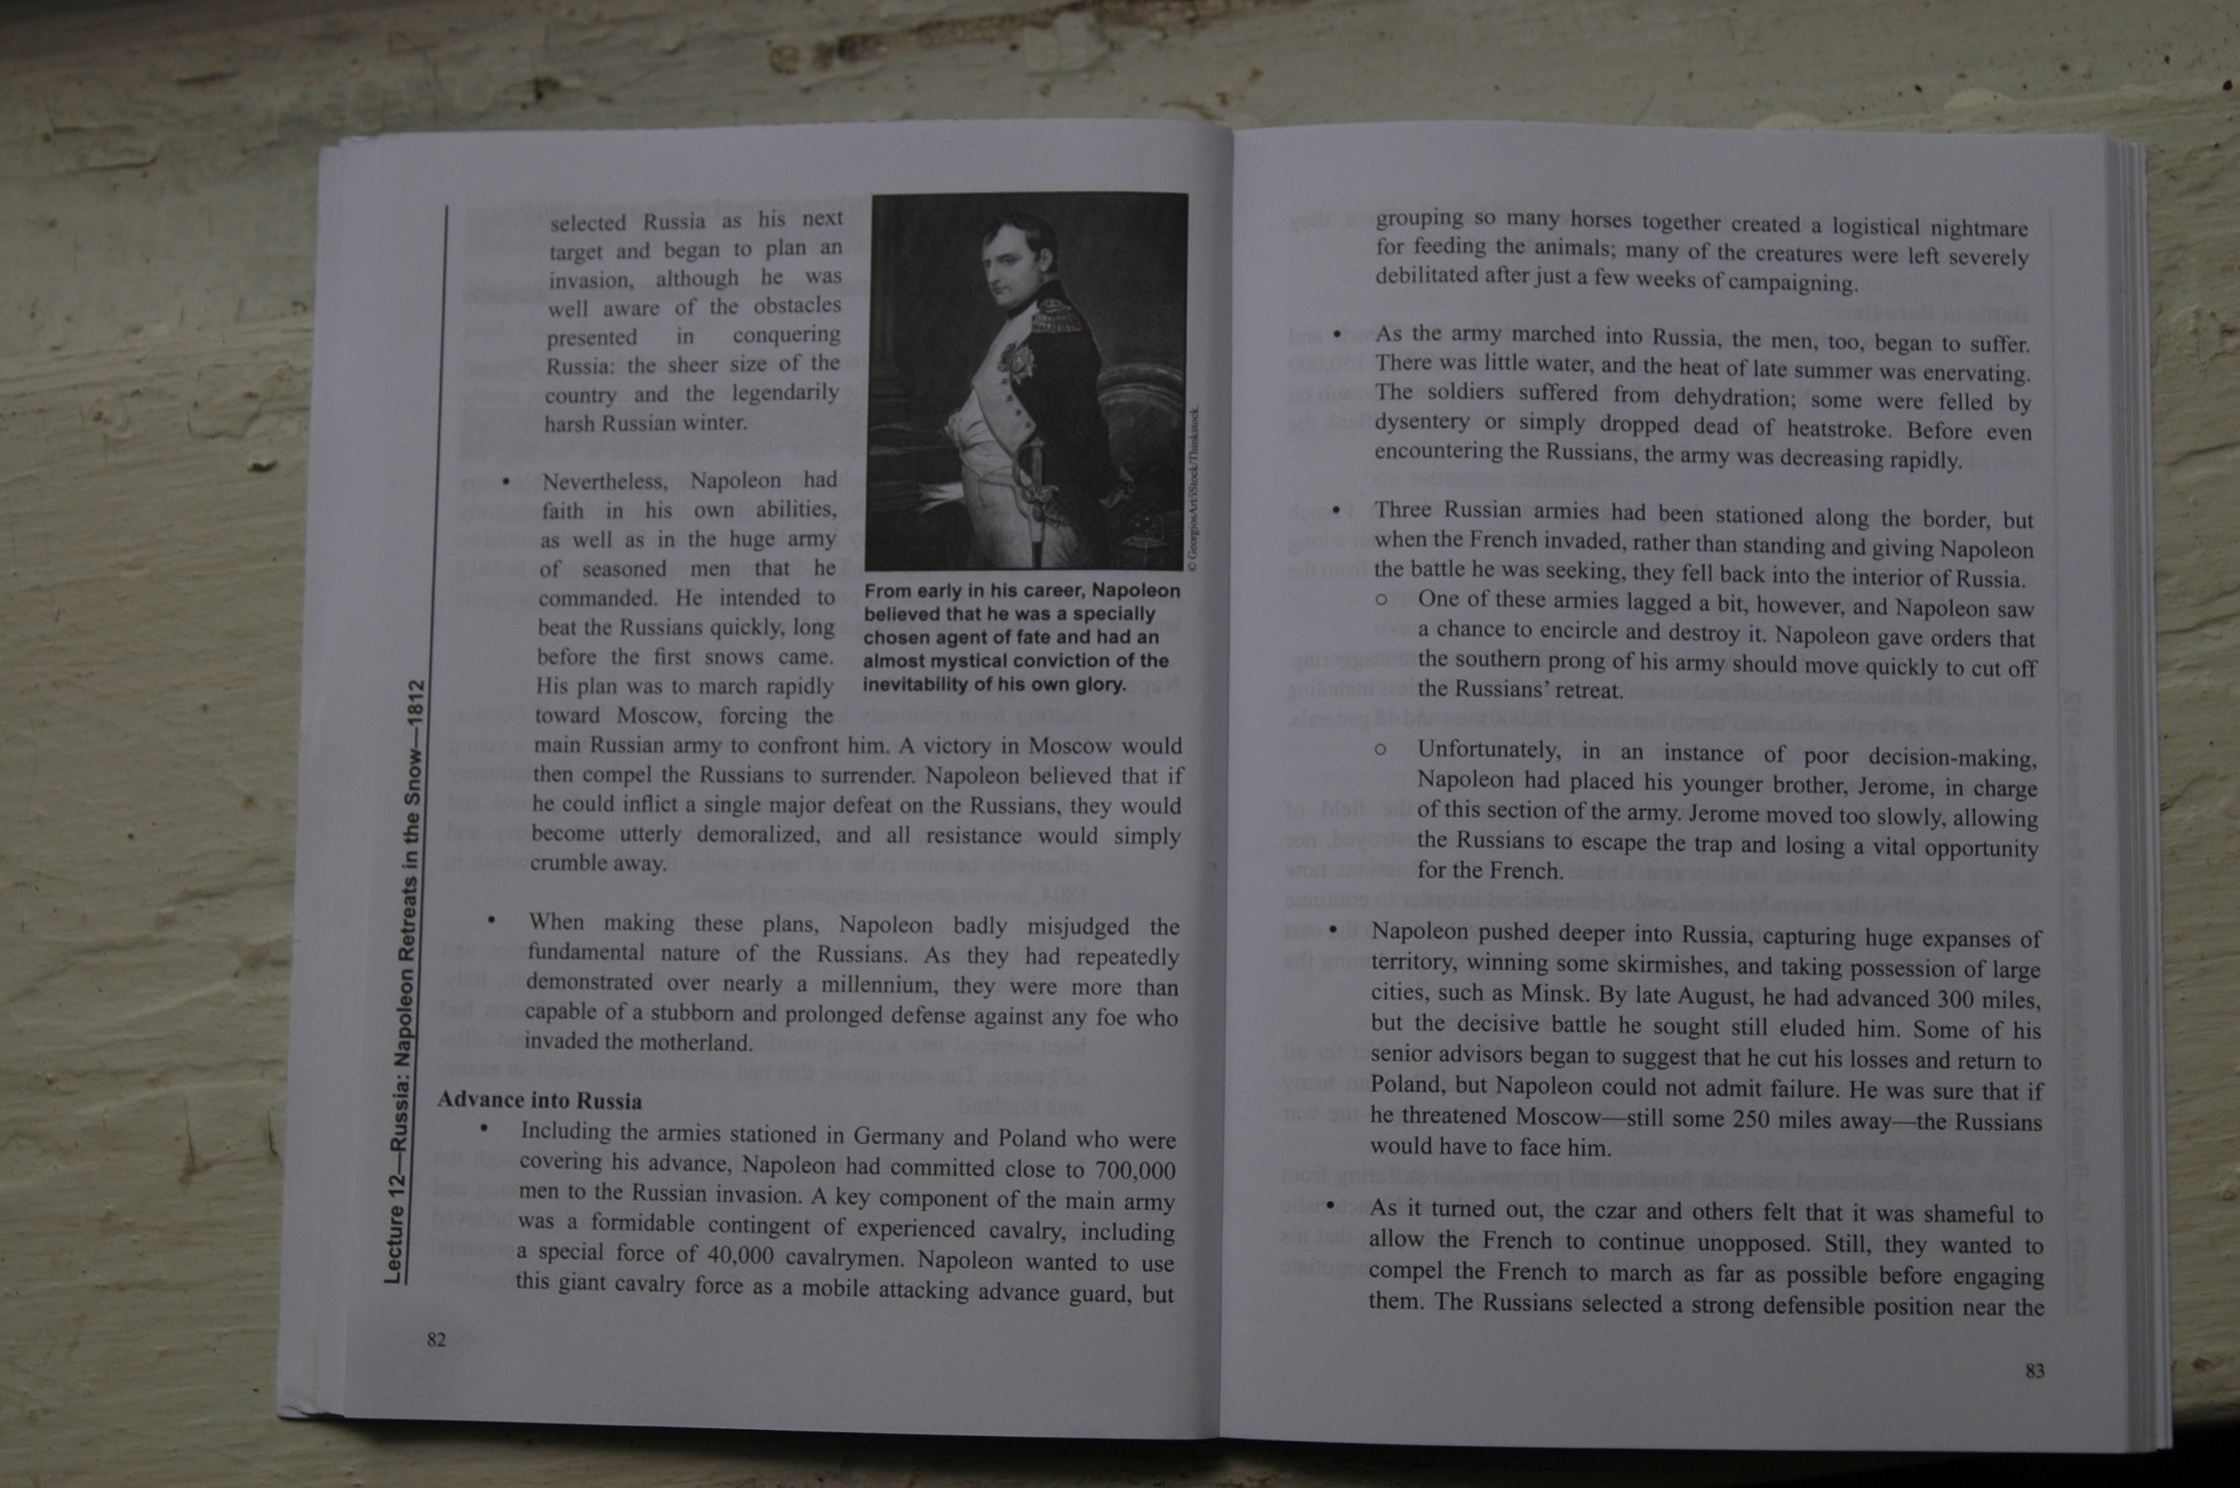 Lecture 12—Russia: Napoleon Retreats in the Snow—1812
selected Russia as his next
target and began to plan an
invasion, although he was
well aware of the obstacles
presented in conquering
Russia: the sheer size of the
country and the legendarily
harsh Russian winter.
• Nevertheless, Napoleon had
faith in his own abilities,
as well as in the huge army
of seasoned men that he
commanded. He intended to
beat the Russians quickly, long
before the first snows came.
His plan was to march rapidly
toward Moscow, forcing the
main Russian army to confront him. A victory in Moscow would
then compel the Russians to surrender. Napoleon believed that if
he could inflict a single major defeat on the Russians, they would
become utterly demoralized, and all resistance would simply
crumble away.
© GeorgiosArt/iStock/Thinkstock.
From early in his career, Napoleon
believed that he was a specially
chosen agent of fate and had an
almost mystical conviction of the
inevitability of his own glory.
• When making these plans, Napoleon badly misjudged the
fundamental nature of the Russians. As they had repeatedly
demonstrated over nearly a millennium, they were more than
capable of a stubborn and prolonged defense against any foe who
invaded the motherland.
Advance into Russia
• Including the armies stationed in Germany and Poland who were
covering his advance, Napoleon had committed close to 700,000
men to the Russian invasion. A key component of the main army
was a formidable contingent of experienced cavalry, including
a special force of 40,000 cavalrymen. Napoleon wanted to use
this giant cavalry force as a mobile attacking advance guard, but
82
grouping so many horses together created a logistical nightmare
for feeding the animals; many of the creatures were left severely
debilitated after just a few weeks of campaigning.
• As the army marched into Russia, the men, too, began to suffer.
There was little water, and the heat of late summer was enervating.
The soldiers suffered from dehydration; some were felled by
dysentery or simply dropped dead of heatstroke. Before even
encountering the Russians, the army was decreasing rapidly.
• Three Russian armies had been stationed along the border, but
when the French invaded, rather than standing and giving Napoleon
the battle he was seeking, they fell back into the interior of Russia.
○ One of these armies lagged a bit, however, and Napoleon saw
a chance to encircle and destroy it. Napoleon gave orders that
the southern prong of his army should move quickly to cut off
the Russians' retreat.
○ Unfortunately, in an instance of poor decision-making,
Napoleon had placed his younger brother, Jerome, in charge
of this section of the army. Jerome moved too slowly, allowing
the Russians to escape the trap and losing a vital opportunity
for the French.
• Napoleon pushed deeper into Russia, capturing huge expanses of
territory, winning some skirmishes, and taking possession of large
cities, such as Minsk. By late August, he had advanced 300 miles,
but the decisive battle he sought still eluded him. Some of his
senior advisors began to suggest that he cut his losses and return to
Poland, but Napoleon could not admit failure. He was sure that if
he threatened Moscow—still some 250 miles away—the Russians
would have to face him.
• As it turned out, the czar and others felt that it was shameful to
allow the French to continue unopposed. Still, they wanted to
compel the French to march as far as possible before engaging
them. The Russians selected a strong defensible position near the
83